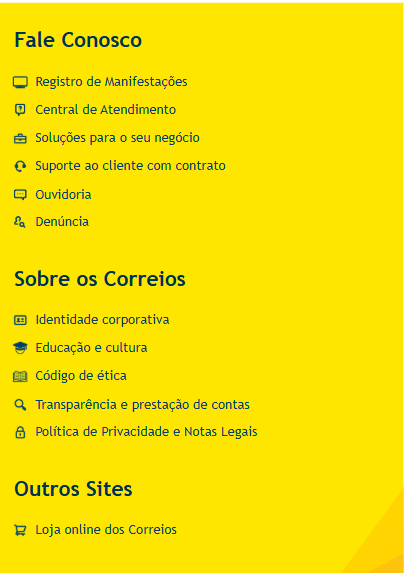 Fale Conosco
Registro de Manifestações
Central de Atendimento
Soluções para o seu negócio
Suporte ao cliente com contrato
Ouvidoria
Denúncia
Sobre os Correios
Identidade corporativa
Educação e cultura
Código de ética
Transparência e prestação de contas
Política de Privacidade e Notas Legais
Outros Sites
Loja online dos Correios